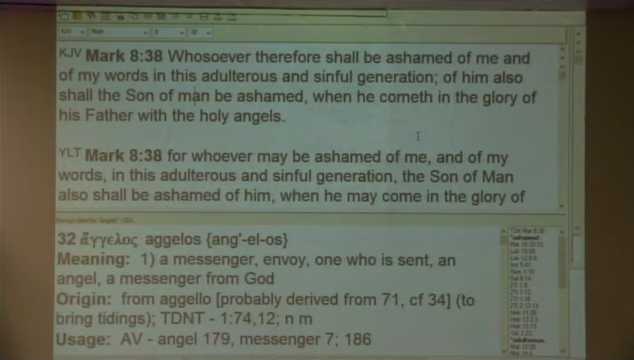 KJV Mark 8:38 Whosoever therefore shall be ashamed of me and
of my words in this adulterous and sinful generation; of him also
shall the Son of man be ashamed, when he cometh in the glory of
his Father with the holy angels.
YLT Mark 8:38 for whoever may be ashamed of me, and of my
words, in this adulterous and sinful generation, the Son of Man
also shall be ashamed of him, when he may come in the glory of
32 ἄγγελος aggelos {ang'-el-os}
Meaning: 1) a messenger, envoy, one who is sent, an
angel, a messenger from God
Origin: from aggello [probably derived from 71, cf 34] (to
bring tidings); TDNT - 1:74,12; n m
Usage: AV - angel 179, messenger 7; 186